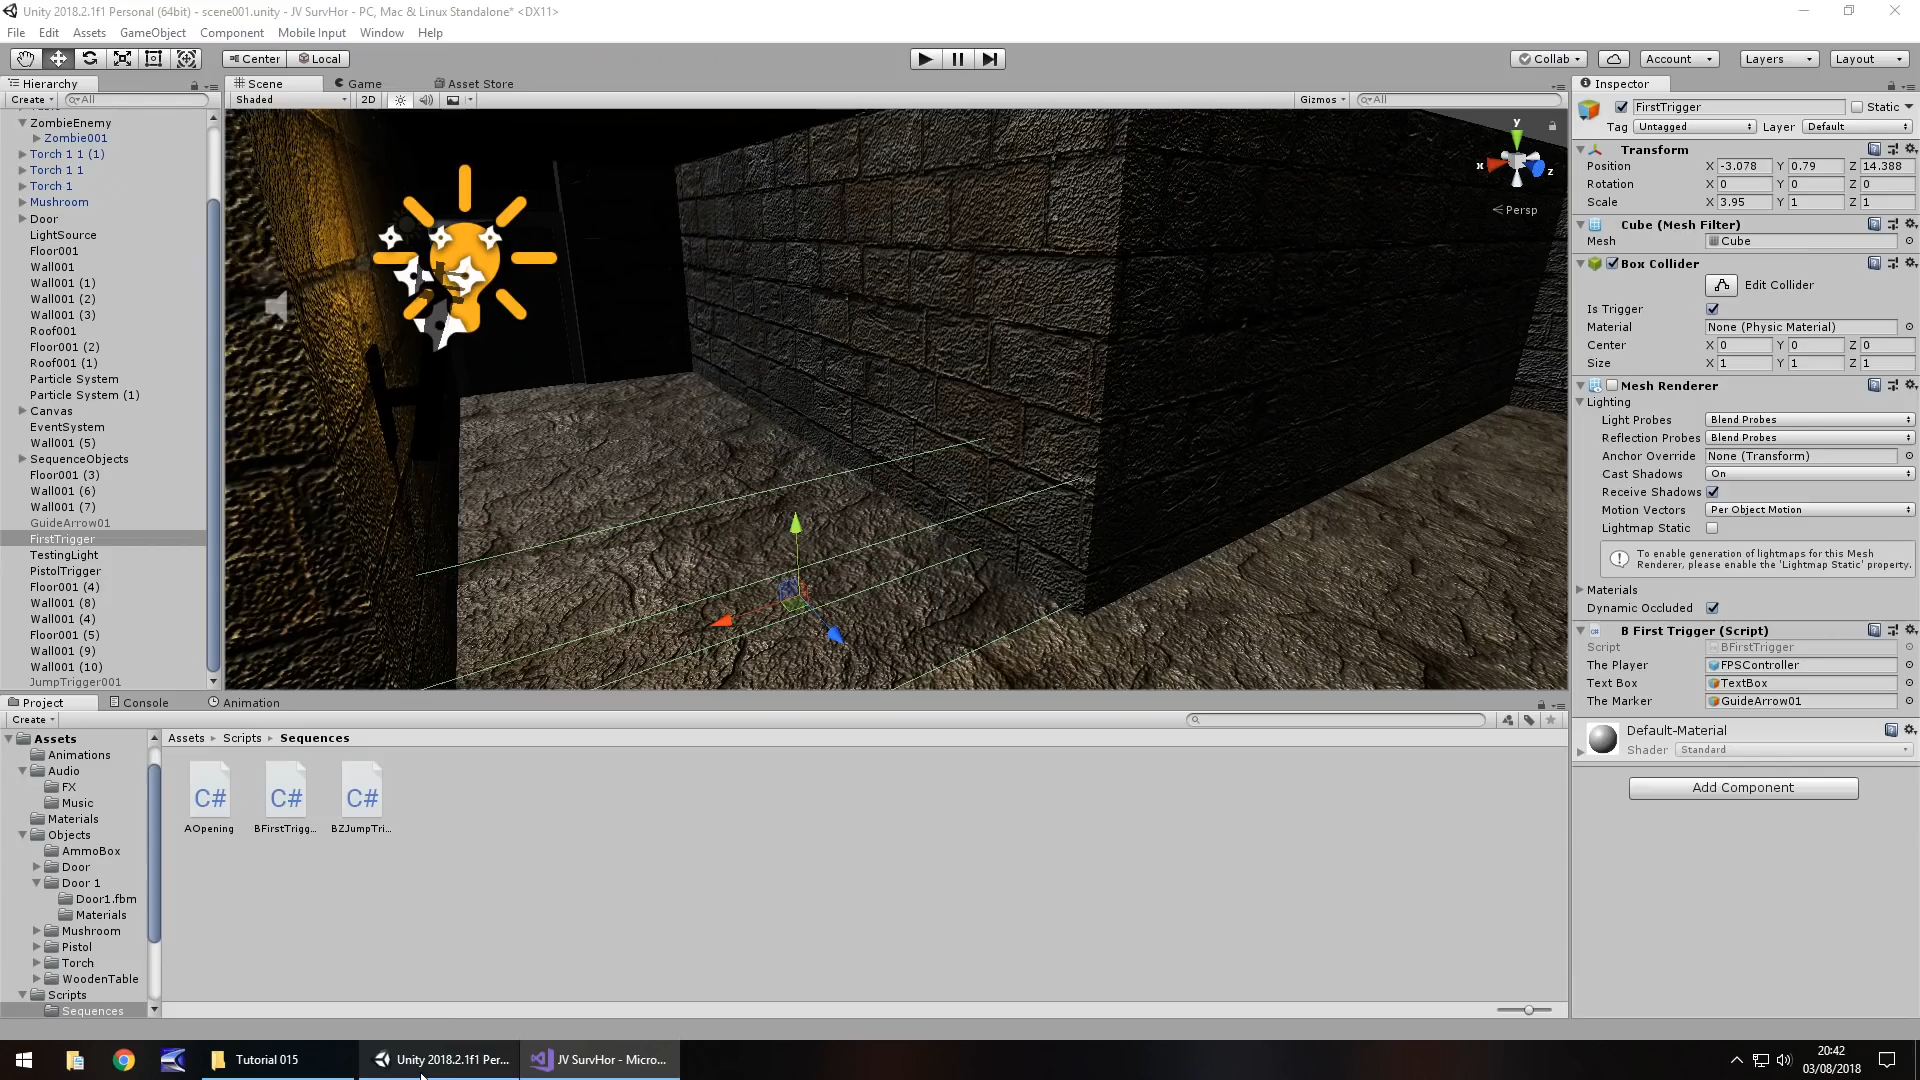 Unity 2018.2.1f1 Personal (64bit) - scene001.unity - JV SurvHor - PC, Mac & Linux Standalone* <DX11>
File Edit Assets GameObject Component Mobile Input Window Help
Center Local Collab Account Layers Layout
Hierarchy Scene Game Asset Store Inspector
Create All Shaded 2D Gizmos All
FirstTrigger Static
Tag Untagged Layer Default
ZombieEnemy
Zombie001
Torch 1 1 (1)
Torch 1 1
Torch 1
Mushroom
Door
LightSource
Floor001
Wall001
Wall001 (1)
Wall001 (2)
Wall001 (3)
Roof001
Floor001 (2)
Roof001 (1)
Particle System
Particle System (1)
Canvas
EventSystem
Wall001 (5)
SequenceObjects
Floor001 (3)
Wall001 (6)
Wall001 (7)
GuideArrow01
FirstTrigger
TestingLight
PistolTrigger
Floor001 (4)
Wall001 (8)
Wall001 (4)
Floor001 (5)
Wall001 (9)
Wall001 (10)
JumpTrigger001
y
x
z
Persp
Transform
Position X -3.078 Y 0.79 Z 14.388
Rotation X 0 Y 0 Z 0
Scale X 3.95 Y 1 Z 1
Cube (Mesh Filter)
Mesh Cube
Box Collider
Edit Collider
Is Trigger
Material None (Physic Material)
Center X 0 Y 0 Z 0
Size X 1 Y 1 Z 1
Mesh Renderer
Lighting
Light Probes Blend Probes
Reflection Probes Blend Probes
Anchor Override None (Transform)
Cast Shadows On
Receive Shadows
Motion Vectors Per Object Motion
Lightmap Static
To enable generation of lightmaps for this Mesh
Renderer, please enable the 'Lightmap Static' property.
Materials
Dynamic Occluded
B First Trigger (Script)
Script BFirstTrigger
The Player FPSController
Text Box TextBox
The Marker GuideArrow01
Default-Material
Shader Standard
Add Component
Project Console Animation
Create
Assets
Animations
Audio
FX
Music
Materials
Objects
AmmoBox
Door
Door 1
Door1.fbm
Materials
Mushroom
Pistol
Torch
WoodenTable
Scripts
Sequences
Assets Scripts Sequences
C# C# C#
AOpening BFirstTrigg... BZJumpTri...
Tutorial 015 Unity 2018.2.1f1 Per... JV SurvHor - Micro...
20:42
03/08/2018